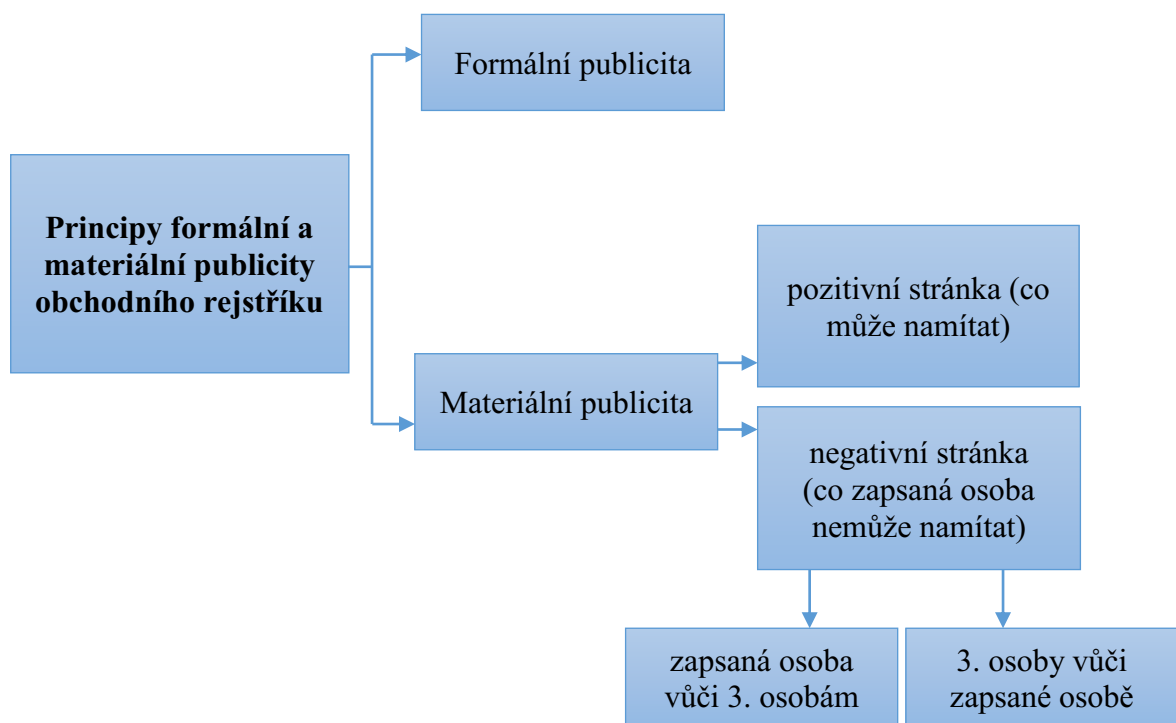 Formální publicita
Principy formální a
materiální publicity
obchodního rejstříku
pozitivní stránka (co
může namítat)
Materiální publicita
negativní stránka
(co zapsaná osoba
nemůže namítat)
zapsaná osoba
vůči 3. osobám
3. osoby vůči
zapsané osobě